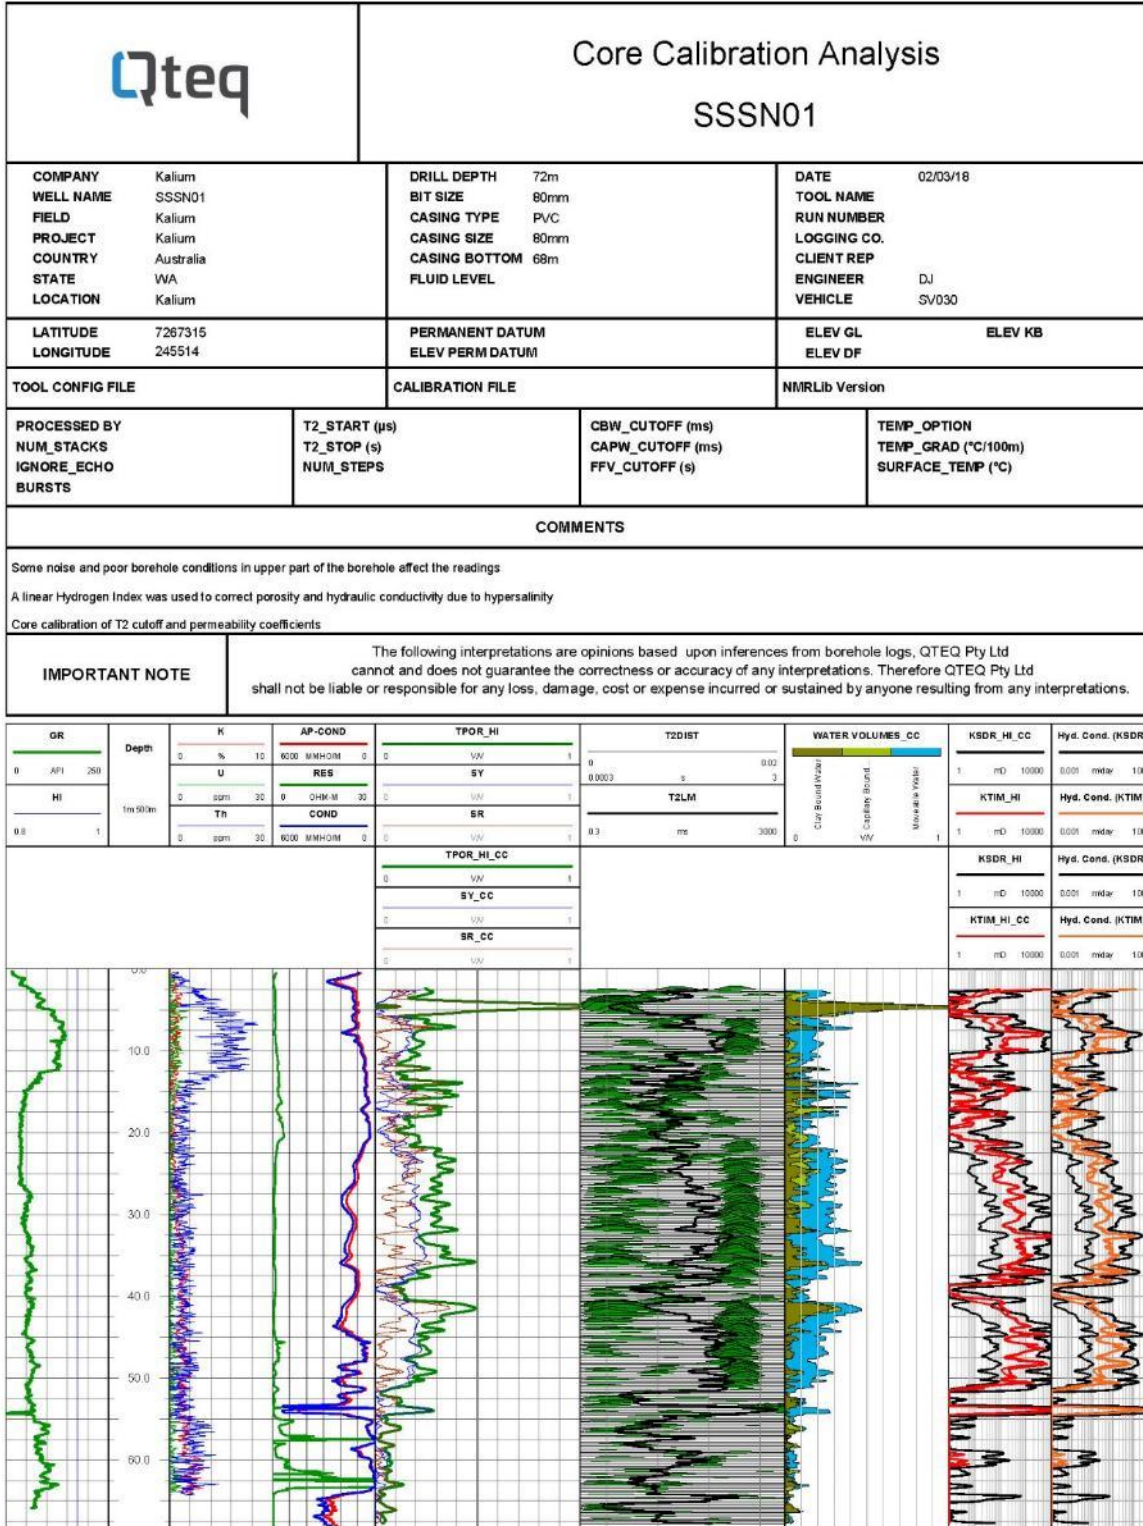 Qteq
Core Calibration Analysis
SSSN01
COMPANY Kalium
WELL NAME SSSN01
FIELD Kalium
PROJECT Kalium
COUNTRY Australia
STATE WA
LOCATION Kalium
DRILL DEPTH 72m
BIT SIZE 80mm
CASING TYPE PVC
CASING SIZE 80mm
CASING BOTTOM 68m
FLUID LEVEL
DATE 02/03/18
TOOL NAME
RUN NUMBER
LOGGING CO.
CLIENT REP
ENGINEER DJ
VEHICLE SV030
LATITUDE 7267315
LONGITUDE 245514
PERMANENT DATUM
ELEV PERM DATUM
ELEV GL ELEV KB
ELEV DF
TOOL CONFIG FILE
CALIBRATION FILE
NMRLib Version
PROCESSED BY
NUM_STACKS
IGNORE_ECHO
BURSTS
T2_START (µs)
T2_STOP (s)
NUM_STEPS
CBW_CUTOFF (ms)
CAPW_CUTOFF (ms)
FFV_CUTOFF (s)
TEMP_OPTION
TEMP_GRAD (°C/100m)
SURFACE_TEMP (°C)
COMMENTS
Some noise and poor borehole conditions in upper part of the borehole affect the readings
A linear Hydrogen Index was used to correct porosity and hydraulic conductivity due to hypersalinity
Core calibration of T2 cutoff and permeability coefficients
IMPORTANT NOTE
The following interpretations are opinions based upon inferences from borehole logs, QTEQ Pty Ltd
cannot and does not guarantee the correctness or accuracy of any interpretations. Therefore QTEQ Pty Ltd
shall not be liable or responsible for any loss, damage, cost or expense incurred or sustained by anyone resulting from any interpretations.
GR
0 API 250
HI
0.8 1
Depth
1m:500m
K
0 % 10
U
0 ppm 30
Th
0 ppm 30
AP-COND
6000 MMHO/M 0
RES
0 OHM-M 30
COND
6000 MMHO/M 0
TPOR_HI
0 V/V 1
SY
0 V/V 1
SR
0 V/V 1
TPOR_HI_CC
0 V/V 1
SY_CC
0 V/V 1
SR_CC
0 V/V 1
T2DIST
0 0.02
0.0003 s 3
T2LM
0.3 ms 3000
WATER VOLUMES_CC
Clay Bound Water
Capillary Bound...
Moveable Water
0 V/V 1
KSDR_HI_CC
1 mD 10000
KTIM_HI
1 mD 10000
KSDR_HI
1 mD 10000
KTIM_HI_CC
1 mD 10000
Hyd. Cond. (KSDR
0.001 m/day
Hyd. Cond. (KTIM
0.001 m/day
Hyd. Cond. (KSDR
0.001 m/day
Hyd. Cond. (KTIM
0.001 m/day
10.0
20.0
30.0
40.0
50.0
60.0